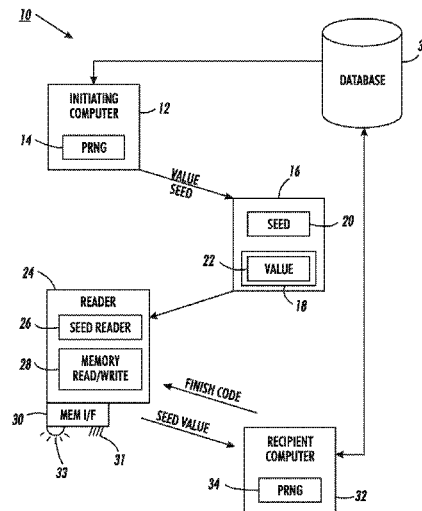 10
DATABASE
INITIATING
COMPUTER
12
14
PRNG
VALUE
SEED
16
SEED
20
22
VALUE
18
24
READER
26
SEED READER
28
MEMORY
READ/WRITE
30
MEM I/F
33
31
FINISH CODE
SEED VALUE
RECIPIENT
COMPUTER
34
PRNG
32